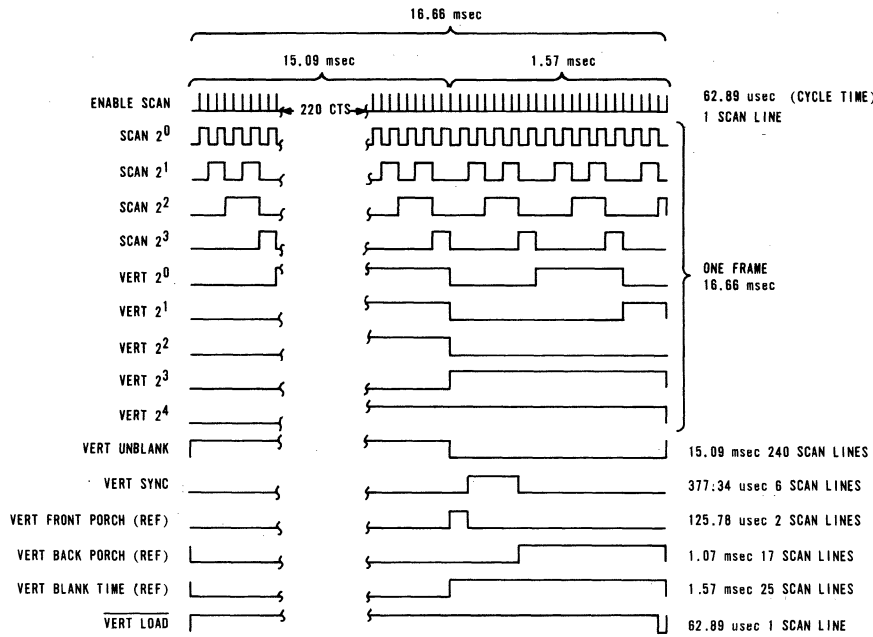 16.66 msec
15.09 msec 1.57 msec
ENABLE SCAN 220 CTS 62.89 usec (CYCLE TIME)
1 SCAN LINE
SCAN 2⁰
SCAN 2¹
SCAN 2²
SCAN 2³
VERT 2⁰ ONE FRAME
16.66 msec
VERT 2¹
VERT 2²
VERT 2³
VERT 2⁴
VERT UNBLANK 15.09 msec 240 SCAN LINES
VERT SYNC 377.34 usec 6 SCAN LINES
VERT FRONT PORCH (REF) 125.78 usec 2 SCAN LINES
VERT BACK PORCH (REF) 1.07 msec 17 SCAN LINES
VERT BLANK TIME (REF) 1.57 msec 25 SCAN LINES
VERT LOAD 62.89 usec 1 SCAN LINE